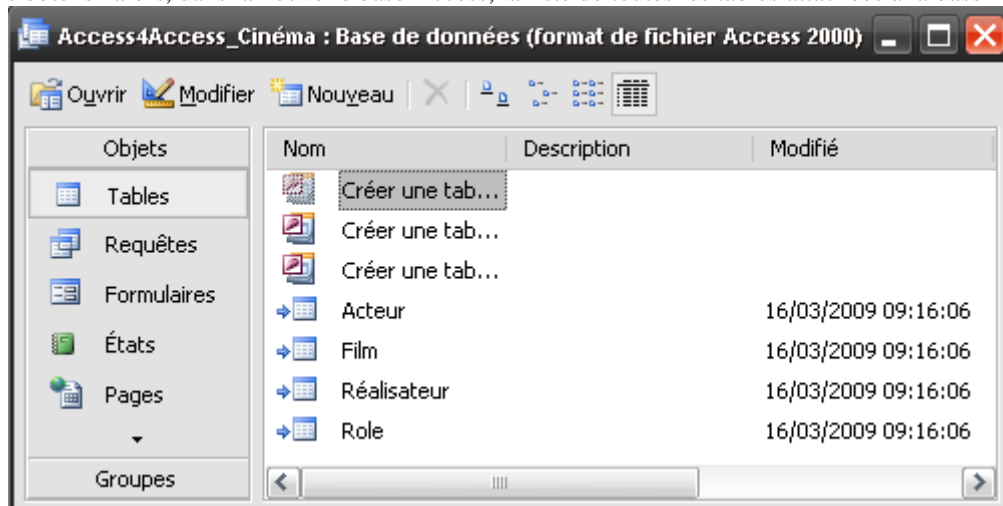 Access4Access_Cinéma : Base de données (format de fichier Access 2000)
Ouvrir Modifier Nouveau
Objets Nom Description Modifié
Tables Créer une tab...
Requêtes Créer une tab...
Créer une tab...
Formulaires Acteur 16/03/2009 09:16:06
États Film 16/03/2009 09:16:06
Pages Réalisateur 16/03/2009 09:16:06
Role 16/03/2009 09:16:06
Groupes